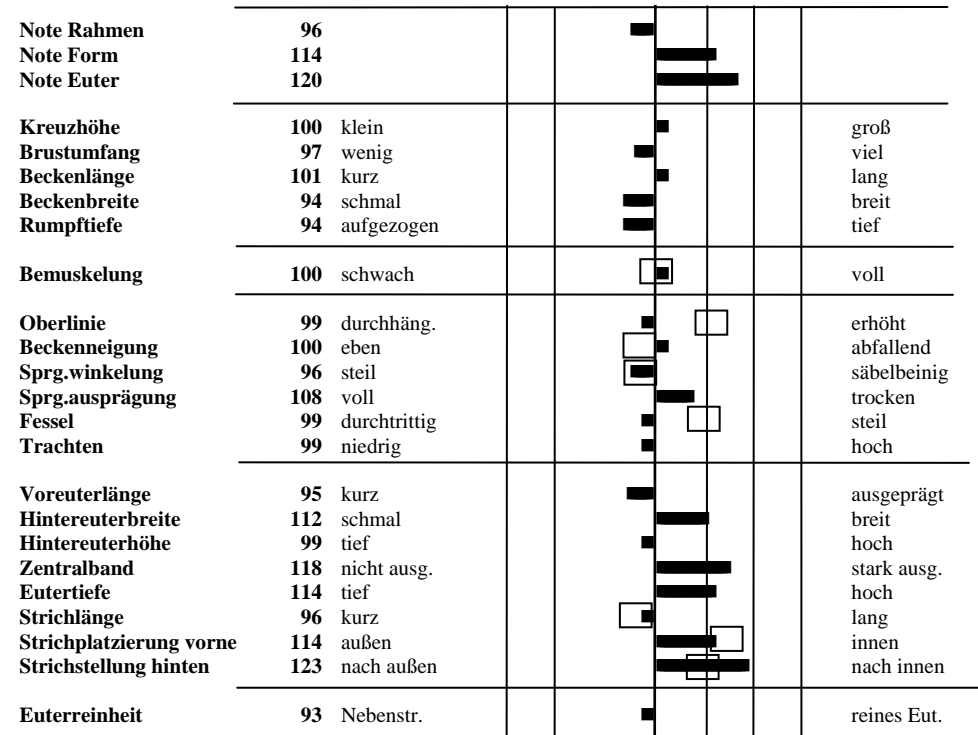 Note Rahmen 96
Note Form 114
Note Euter 120
Kreuzhöhe 100 klein groß
Brustumfang 97 wenig viel
Beckenlänge 101 kurz lang
Beckenbreite 94 schmal breit
Rumpftiefe 94 aufgezogen tief
Bemuskelung 100 schwach voll
Oberlinie 99 durchhäng. erhöht
Beckenneigung 100 eben abfallend
Sprg.winkelung 96 steil säbelbeinig
Sprg.ausprägung 108 voll trocken
Fessel 99 durchtrittig steil
Trachten 99 niedrig hoch
Voreuterlänge 95 kurz ausgeprägt
Hintereuterbreite 112 schmal breit
Hintereuterhöhe 99 tief hoch
Zentralband 118 nicht ausg. stark ausg.
Eutertiefe 114 tief hoch
Strichlänge 96 kurz lang
Strichplatzierung vorne 114 außen innen
Strichstellung hinten 123 nach außen nach innen
Euterreinheit 93 Nebenstr. reines Eut.